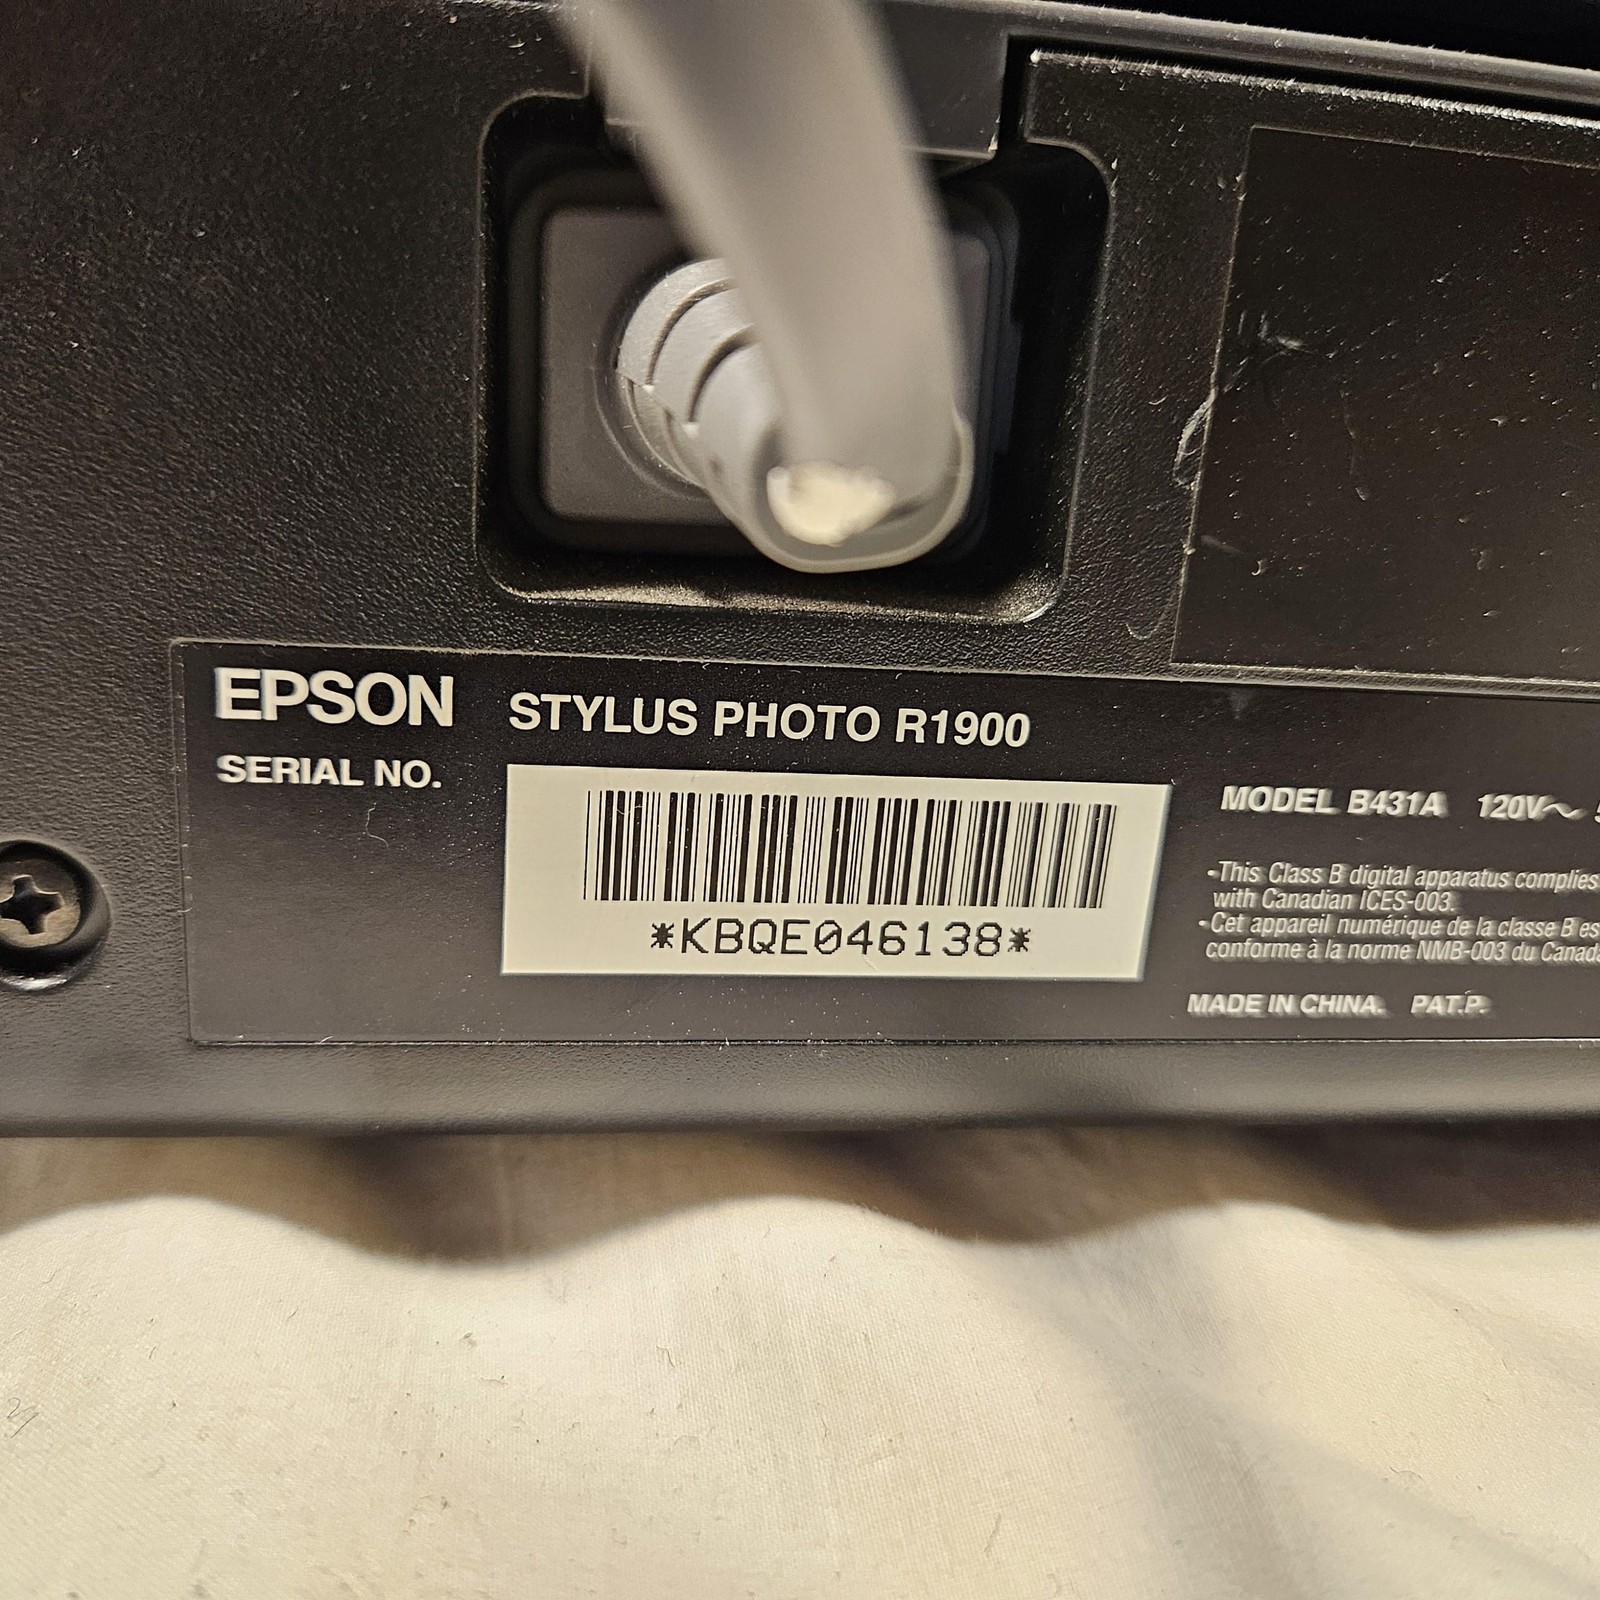 EPSON STYLUS PHOTO R1900
SERIAL NO.
*KBQE046138*
MODEL B431A 120V~
-This Class B digital apparatus complies
with Canadian ICES-003.
-Cet appareil numérique de la classe B es
conforme à la norme NMB-003 du Canada
MADE IN CHINA. PAT.P.